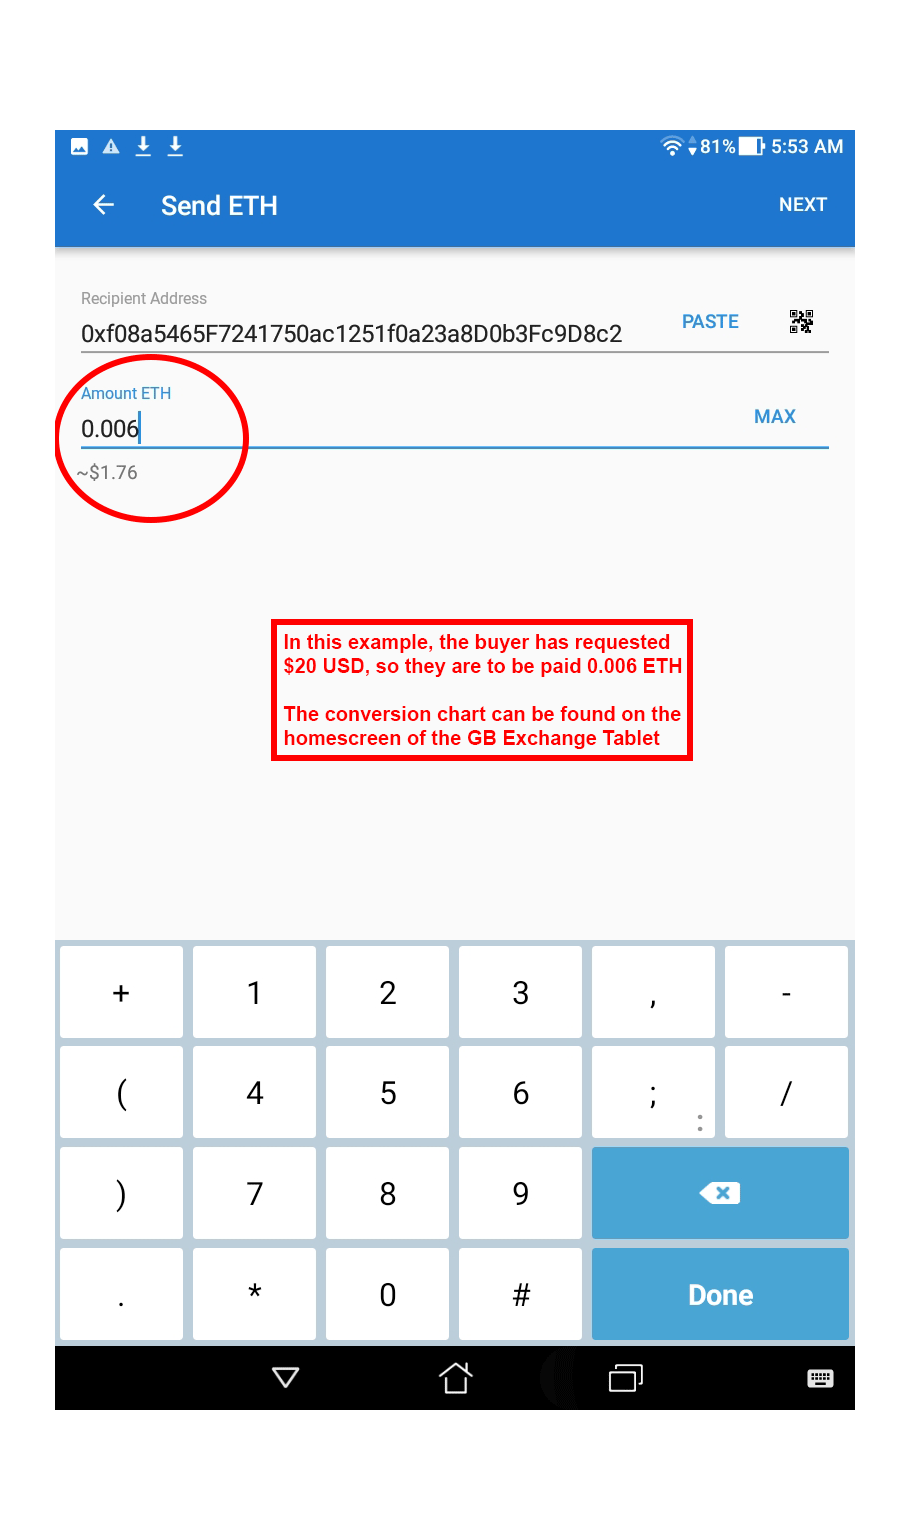 81% 5:53 AM
Send ETH NEXT
Recipient Address
0xf08a5465F7241750ac1251f0a23a8D0b3Fc9D8c2 PASTE
Amount ETH
0.006 MAX
~$1.76
In this example, the buyer has requested
$20 USD, so they are to be paid 0.006 ETH
The conversion chart can be found on the
homescreen of the GB Exchange Tablet
+ 1 2 3 , -
( 4 5 6 ; : /
) 7 8 9
. * 0 # Done